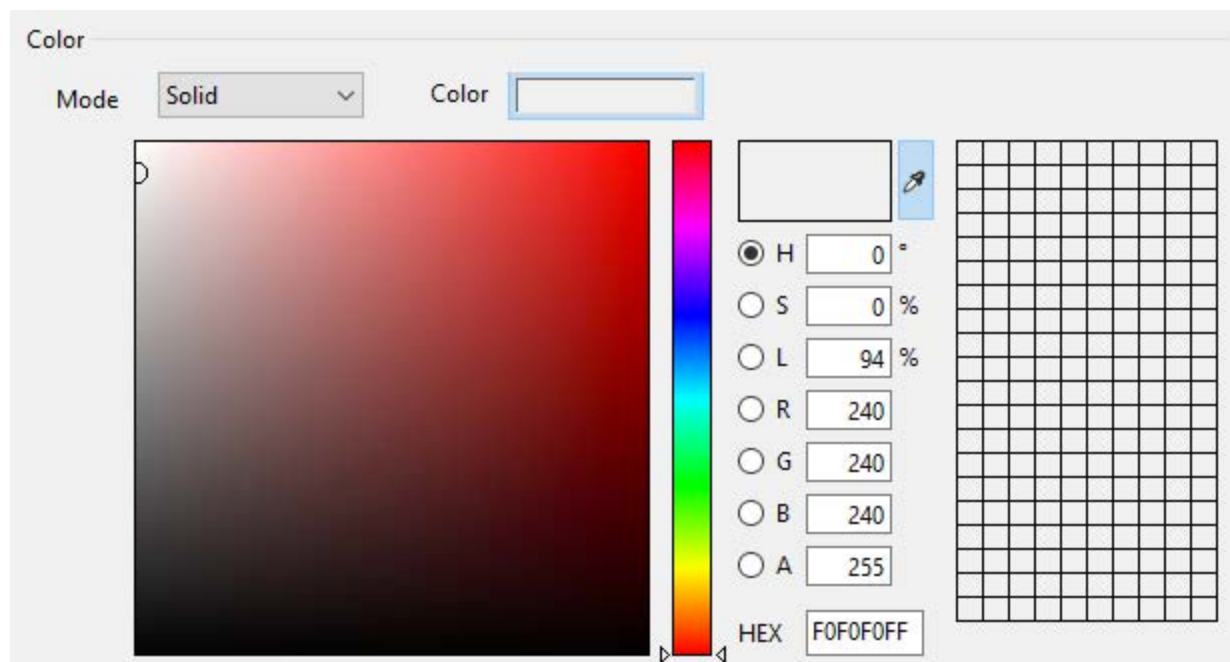 Color
Mode Solid Color
H 0 °
S 0 %
L 94 %
R 240
G 240
B 240
A 255
HEX F0F0F0FF